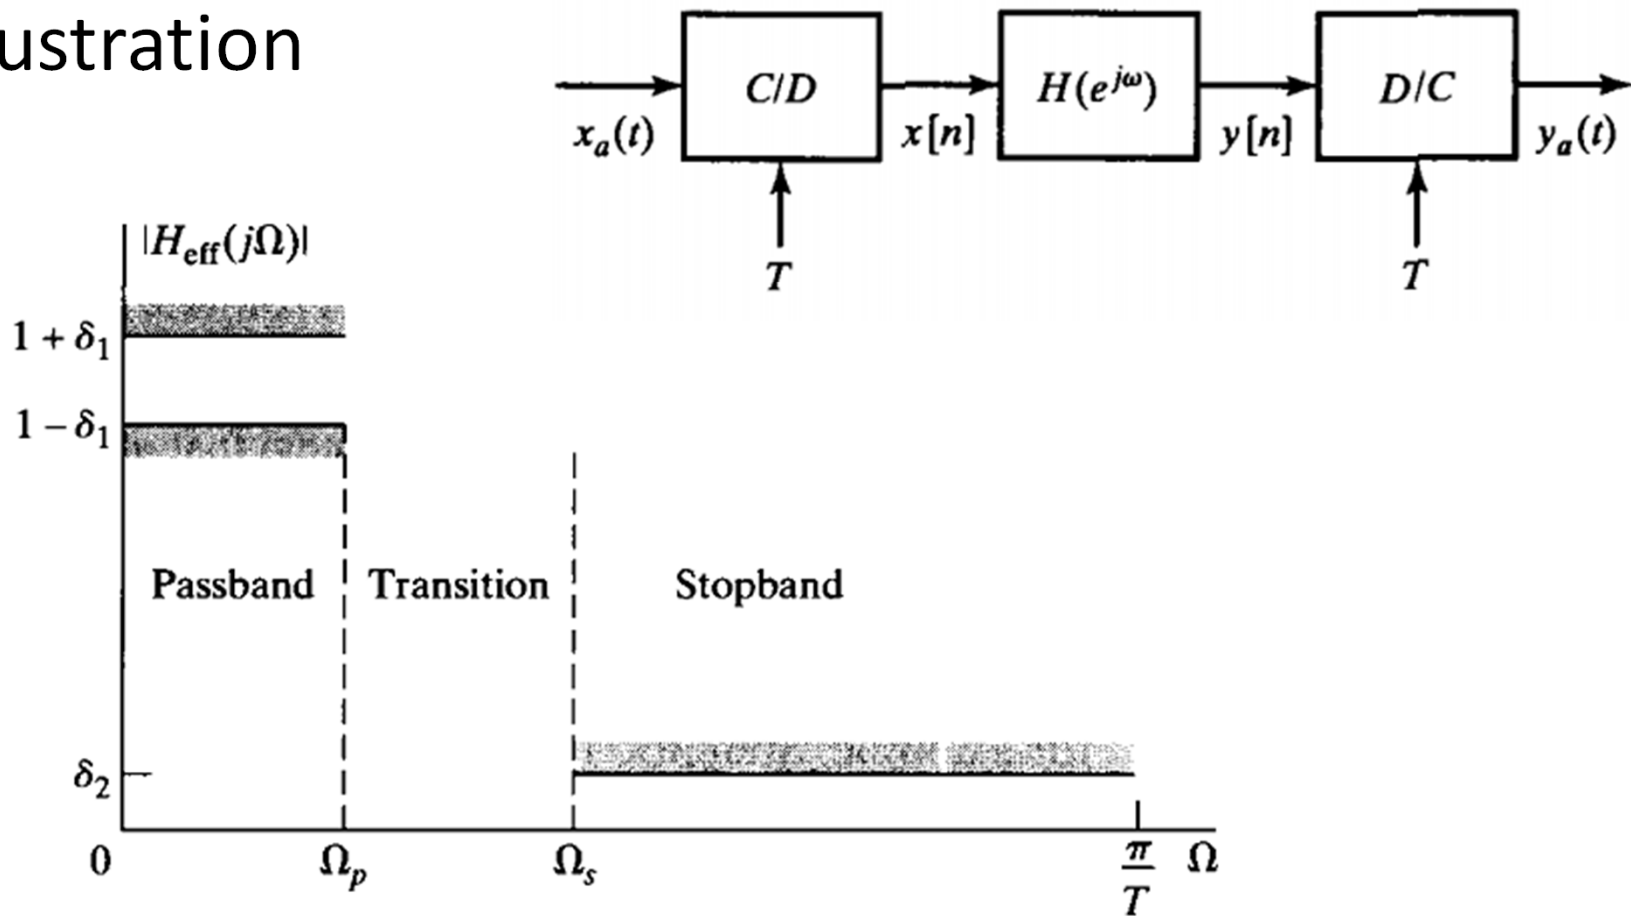 ustration
C/D
H(e^{jω})
D/C
x_a(t)
x[n]
y[n]
y_a(t)
T
T
|H_eff(jΩ)|
1 + δ_1
1 − δ_1
Passband
Transition
Stopband
δ_2
0
Ω_p
Ω_s
π/T
Ω